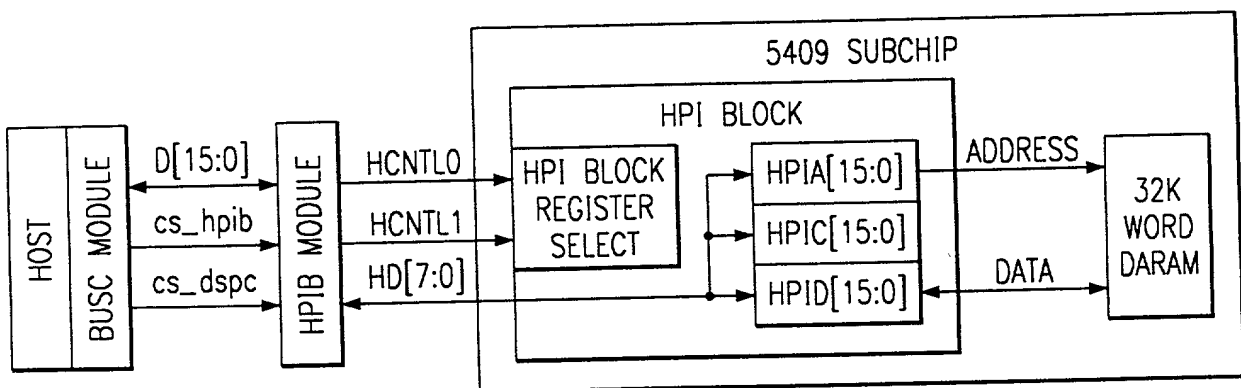 5409 SUBCHIP
HPI BLOCK
HOST
BUSC MODULE
D[15:0]
cs_hpib
cs_dspc
HPIB MODULE
HCNTL0
HCNTL1
HD[7:0]
HPI BLOCK
REGISTER
SELECT
HPIA[15:0]
HPIC[15:0]
HPID[15:0]
ADDRESS
DATA
32K
WORD
DARAM